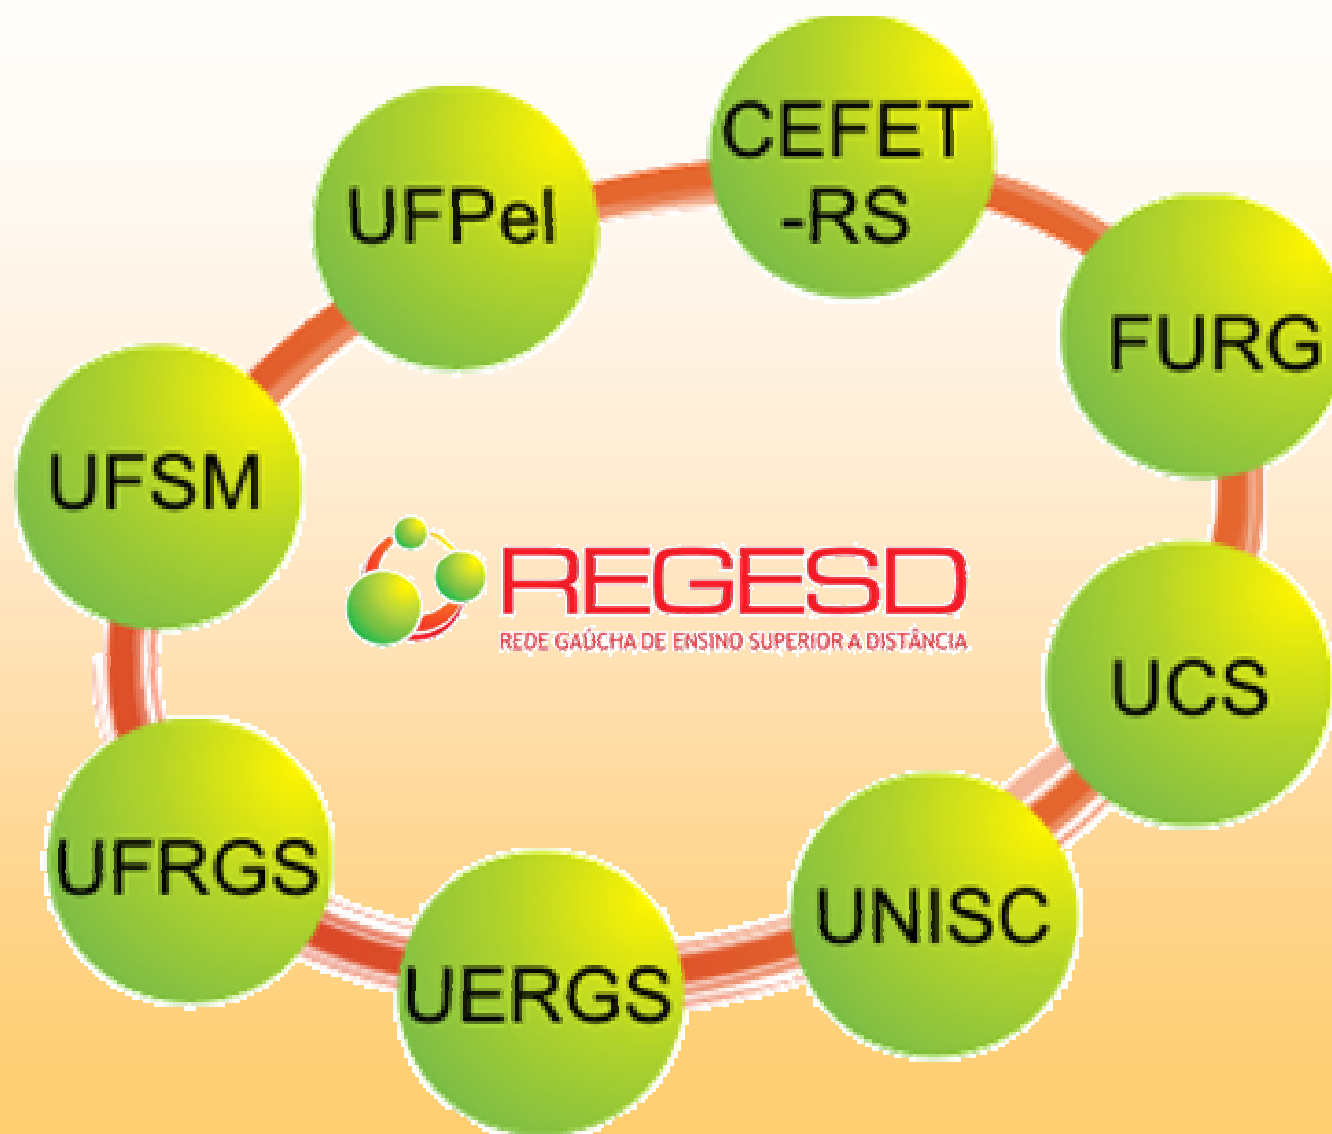 CEFET
-RS
UFPel
FURG
UFSM
REGESD
REDE GAÚCHA DE ENSINO SUPERIOR A DISTÂNCIA
UCS
UFRGS
UNISC
UERGS